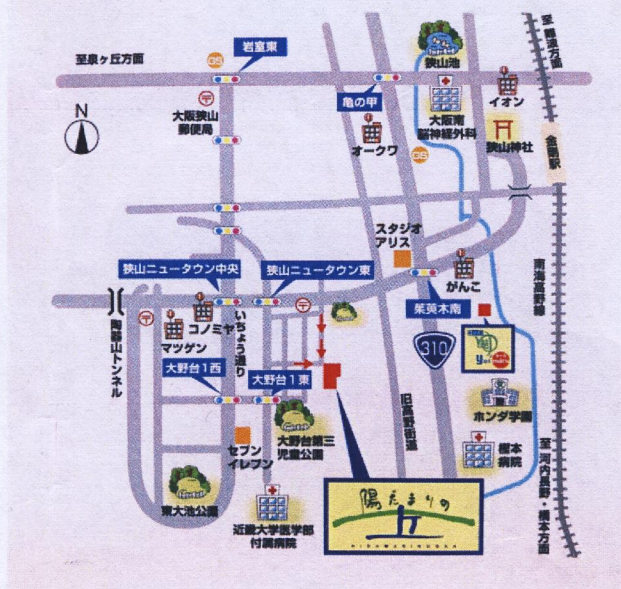 至泉ヶ丘方面
GS
岩室東
大阪狭山
郵便局
亀の甲
オークワ
狭山池
大阪南
脳神経外科
GS
イオン
狭山神社
金剛駅
N
スタジオ
アリス
がんこ
茱萸木南
南海高野線
狭山ニュータウン中央
狭山ニュータウン東
陶器山トンネル
コノミヤ
マツゲン
いちょう通り
310
大野台1西
大野台1東
大野台第三
児童公園
セブン
イレブン
東大池公園
近畿大学医学部
付属病院
旧高野街道
ホンダ学園
樫本
病院
至 河内長野・橋本方面
陽だまりの
丘
HIDAMARINOOKA